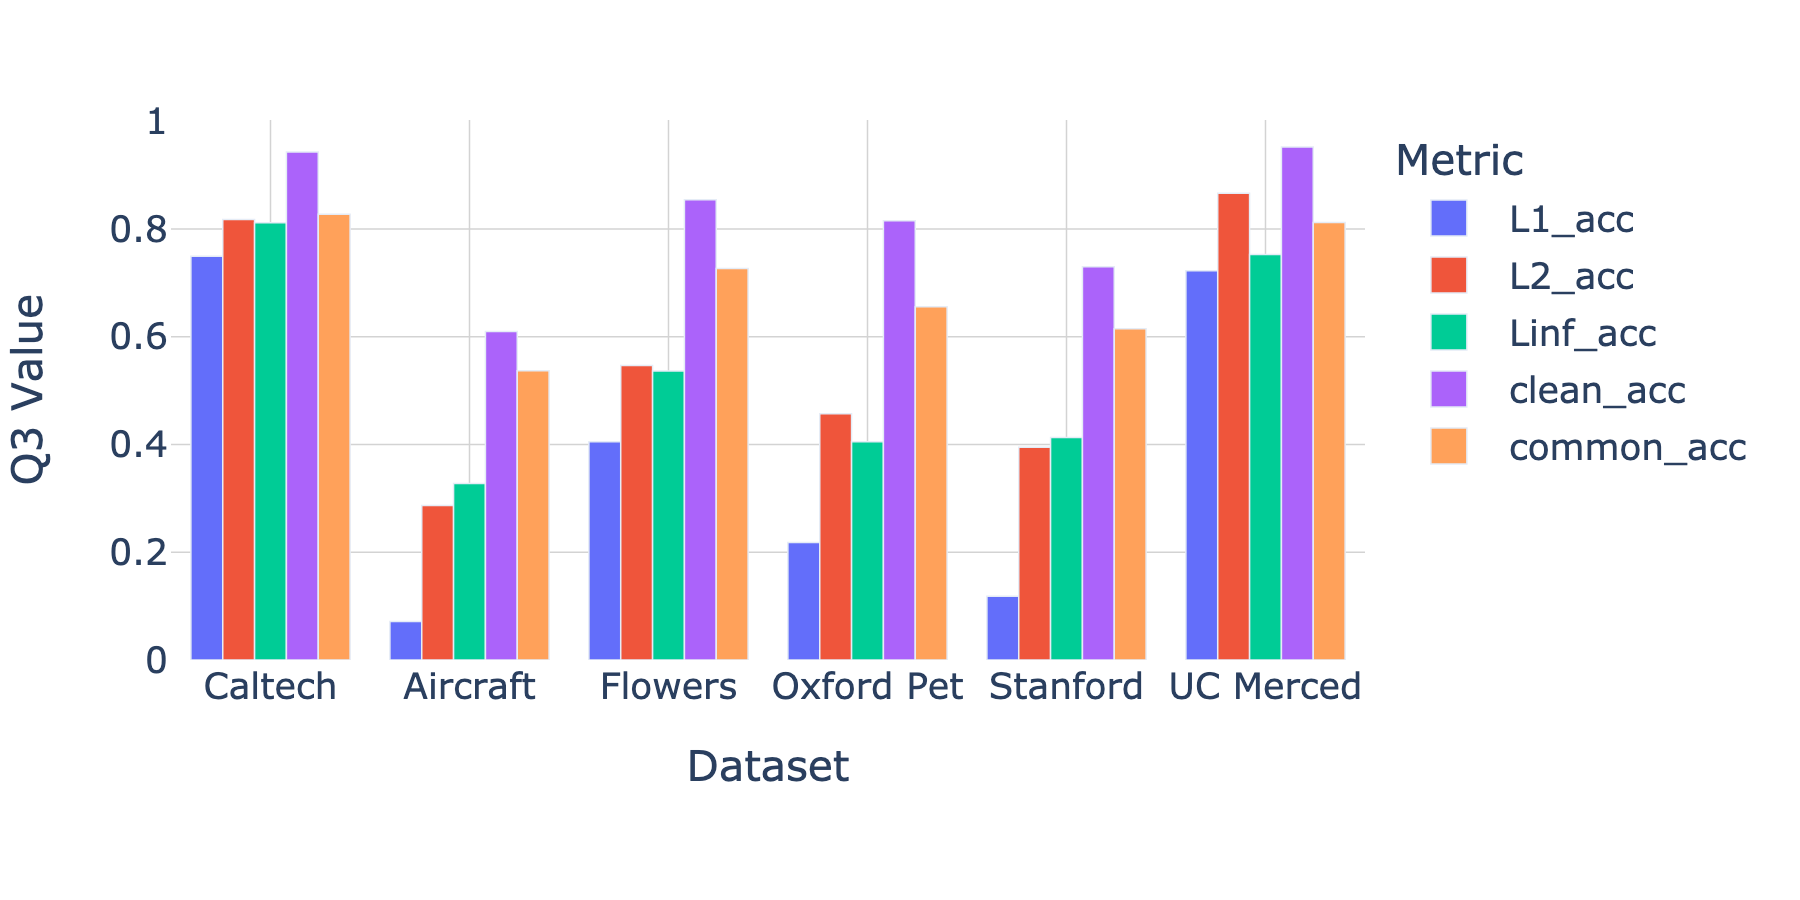 1
0.8
0.6
0.4
0.2
0
Q3 Value
Caltech
Aircraft
Flowers
Oxford Pet
Stanford
UC Merced
Dataset
Metric
L1_acc
L2_acc
Linf_acc
clean_acc
common_acc